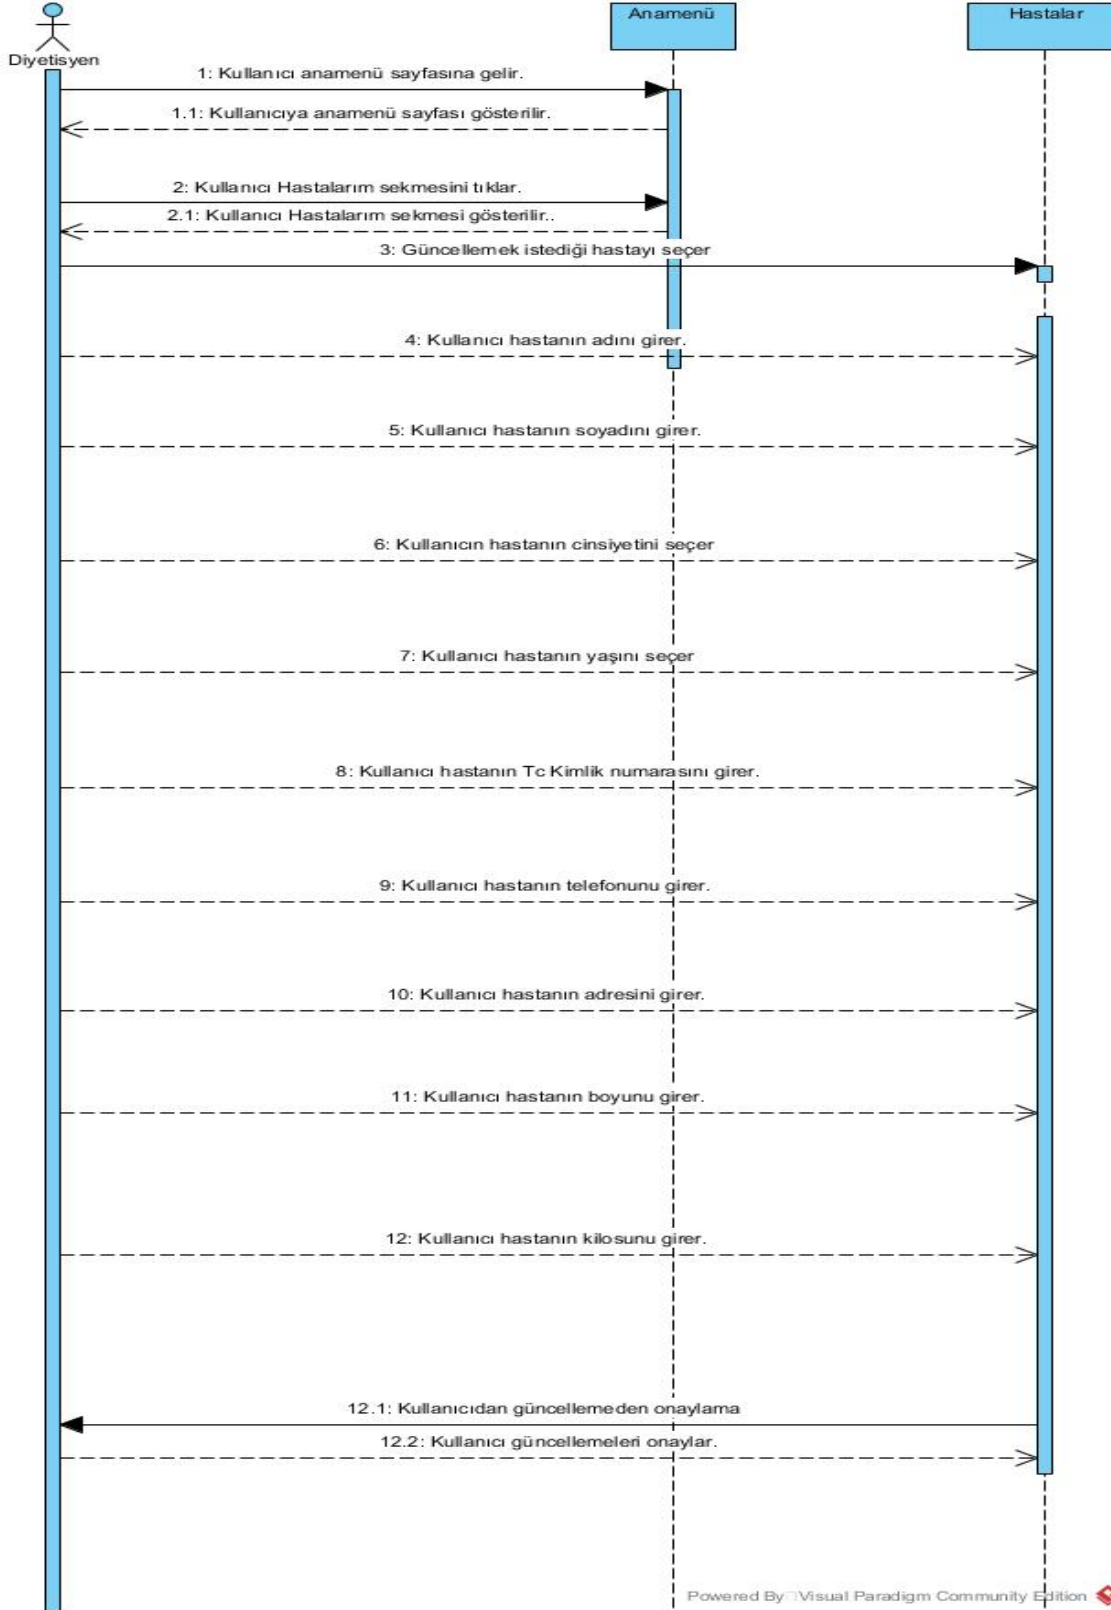 Diyetisyen
Anamenü
Hastalar
1: Kullanıcı anamenü sayfasına gelir.
1.1: Kullanıcıya anamenü sayfası gösterilir.
2: Kullanıcı Hastalarım sekmesini tıklar.
2.1: Kullanıcı Hastalarım sekmesi gösterilir..
3: Güncellemek istediği hastayı seçer
4: Kullanıcı hastanın adını girer.
5: Kullanıcı hastanın soyadını girer.
6: Kullanıcın hastanın cinsiyetini seçer
7: Kullanıcı hastanın yaşını seçer
8: Kullanıcı hastanın Tc Kimlik numarasını girer.
9: Kullanıcı hastanın telefonunu girer.
10: Kullanıcı hastanın adresini girer.
11: Kullanıcı hastanın boyunu girer.
12: Kullanıcı hastanın kilosunu girer.
12.1: Kullanıcıdan güncellemeden onaylama
12.2: Kullanıcı güncellemeleri onaylar.
Powered By Visual Paradigm Community Edition